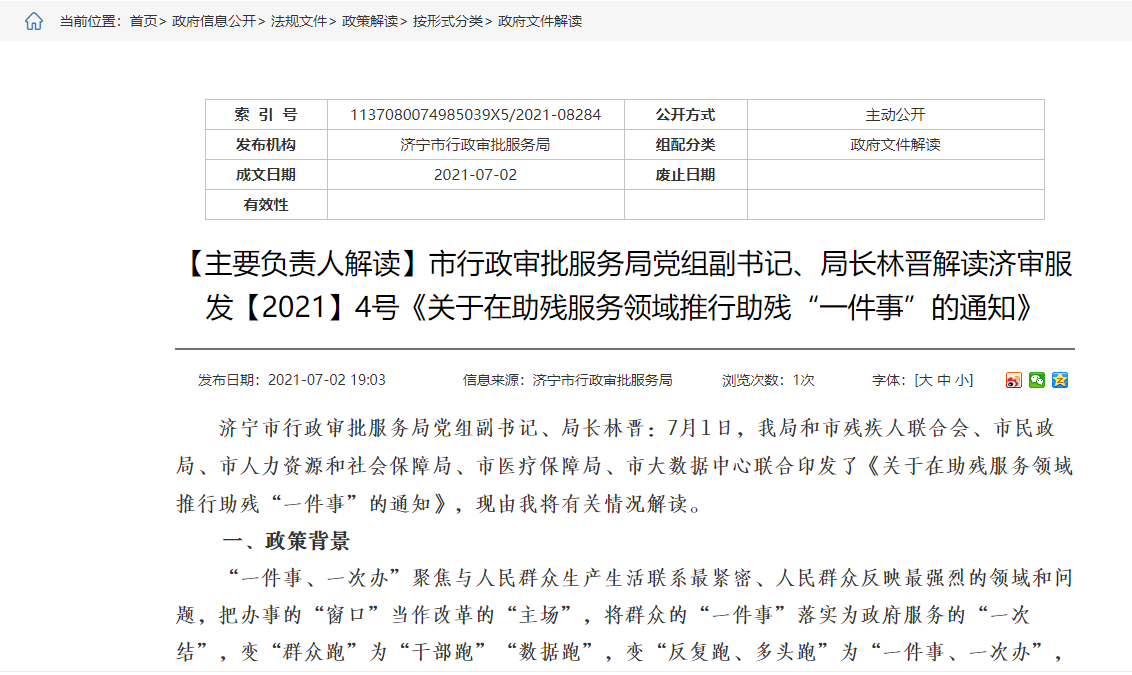 当前位置：首页> 政府信息公开> 法规文件> 政策解读> 按形式分类> 政府文件解读
索 引 号 1137080074985039X5/2021-08284 公开方式 主动公开
发布机构 济宁市行政审批服务局 组配分类 政府文件解读
成文日期 2021-07-02 废止日期
有效性
【主要负责人解读】市行政审批服务局党组副书记、局长林晋解读济审服
发【2021】4号《关于在助残服务领域推行助残“一件事”的通知》
发布日期：2021-07-02 19:03 信息来源：济宁市行政审批服务局 浏览次数：1次 字体：[大 中 小]
济宁市行政审批服务局党组副书记、局长林晋：7月1日，我局和市残疾人联合会、市民政
局、市人力资源和社会保障局、市医疗保障局、市大数据中心联合印发了《关于在助残服务领域
推行助残“一件事”的通知》，现由我将有关情况解读。
一、政策背景
“一件事、一次办”聚焦与人民群众生产生活联系最紧密、人民群众反映最强烈的领域和问
题，把办事的“窗口”当作改革的“主场”，将群众的“一件事”落实为政府服务的“一次
结”，变“群众跑”为“干部跑”“数据跑”，变“反复跑、多头跑”为“一件事、一次办”，